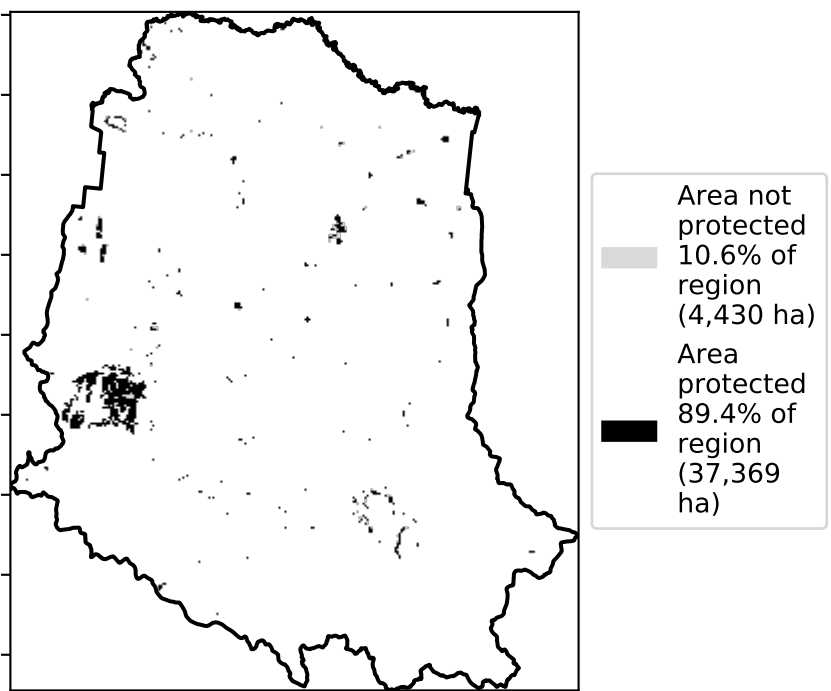 Area not
protected
10.6% of
region
(4,430 ha)
Area
protected
89.4% of
region
(37,369
ha)